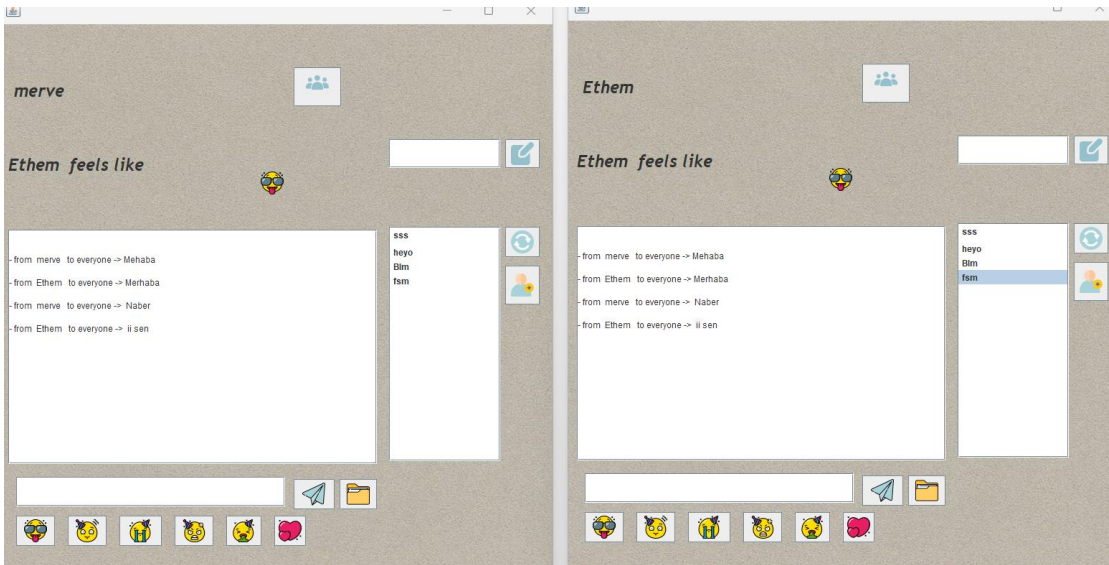 merve
Ethem feels like
- from merve to everyone -> Mehaba
- from Ethem to everyone -> Merhaba
- from merve to everyone -> Naber
- from Ethem to everyone -> ii sen
sss
heyo
Blm
fsm
Ethem
Ethem feels like
- from merve to everyone -> Mehaba
- from Ethem to everyone -> Merhaba
- from merve to everyone -> Naber
- from Ethem to everyone -> ii sen
sss
heyo
Blm
fsm